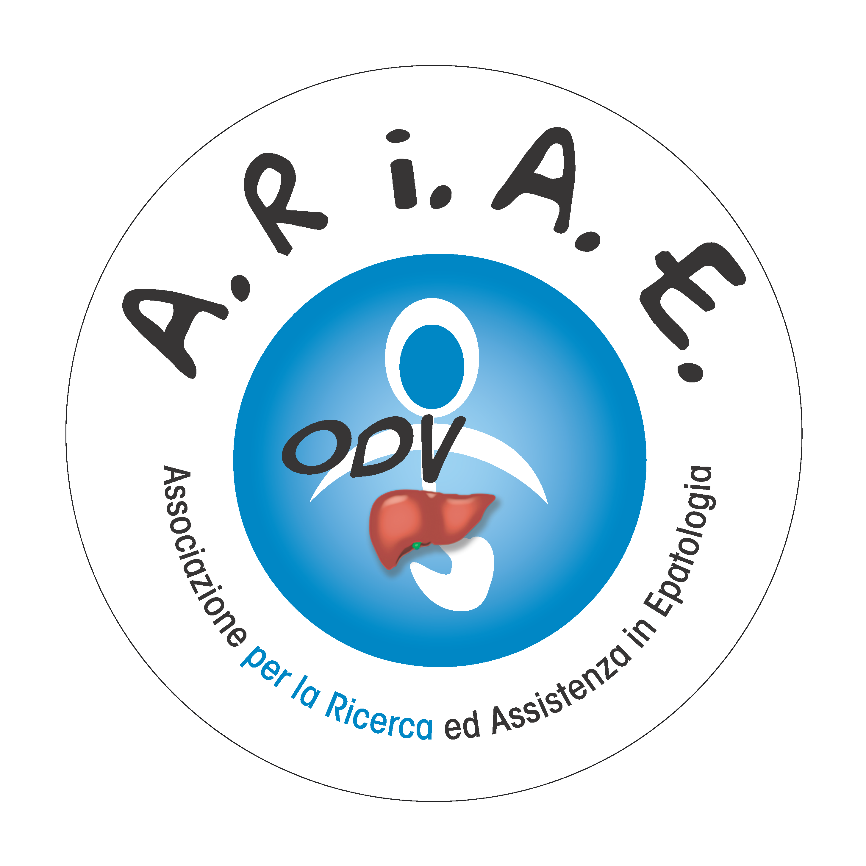 A.R i.A.E.
ODV
Associazione per la Ricerca ed Assistenza in Epatologia